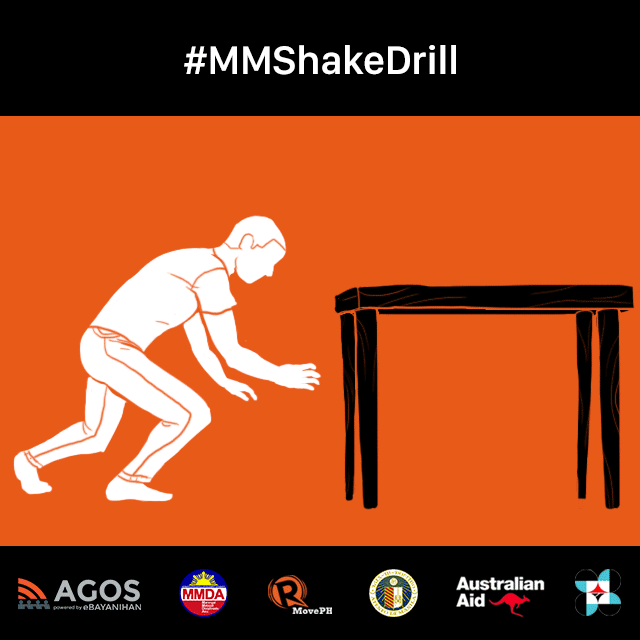 #MMShakeDrill
AGOS
powered by eBAYANIHAN
MMDA
R
MovePH
Australian
Aid